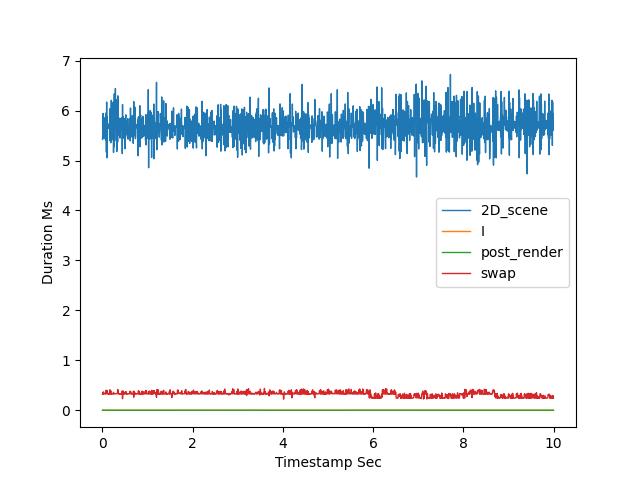 7
6
5
4
3
2
1
0
Duration Ms
2D_scene
I
post_render
swap
0 2 4 6 8 10
Timestamp Sec